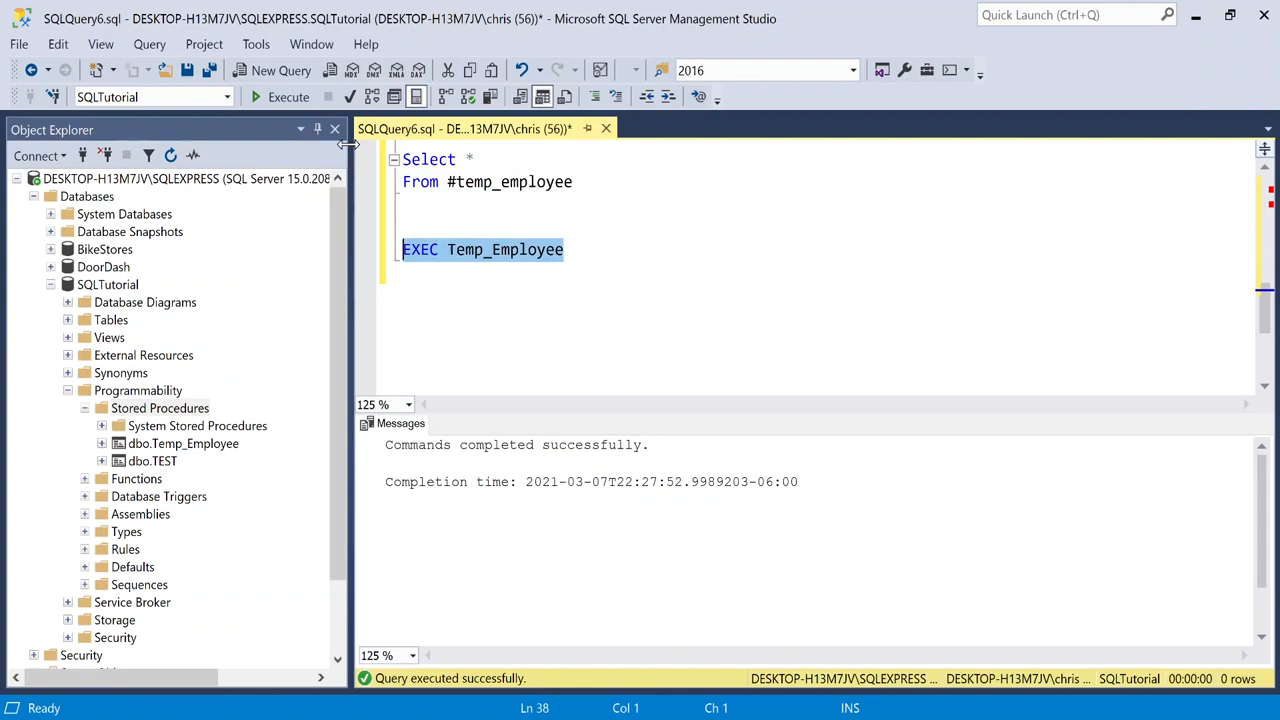 SQLQuery6.sql - DESKTOP-H13M7JV\SQLEXPRESS.SQLTutorial (DESKTOP-H13M7JV\chris (56))* - Microsoft SQL Server Management Studio
Quick Launch (Ctrl+Q)
File Edit View Query Project Tools Window Help
New Query
MDX DMX XMLA DAX
2016
SQLTutorial
Execute
Object Explorer
SQLQuery6.sql - DE...13M7JV\chris (56))*
Connect
DESKTOP-H13M7JV\SQLEXPRESS (SQL Server 15.0.208
Databases
System Databases
Database Snapshots
BikeStores
DoorDash
SQLTutorial
Database Diagrams
Tables
Views
External Resources
Synonyms
Programmability
Stored Procedures
System Stored Procedures
dbo.Temp_Employee
dbo.TEST
Functions
Database Triggers
Assemblies
Types
Rules
Defaults
Sequences
Service Broker
Storage
Security
Security
Select *
From #temp_employee
EXEC Temp_Employee
125 %
Messages
Commands completed successfully.
Completion time: 2021-03-07T22:27:52.9989203-06:00
125 %
Query executed successfully.
DESKTOP-H13M7JV\SQLEXPRESS ... DESKTOP-H13M7JV\chris ... SQLTutorial 00:00:00 0 rows
Ready
Ln 38 Col 1 Ch 1 INS